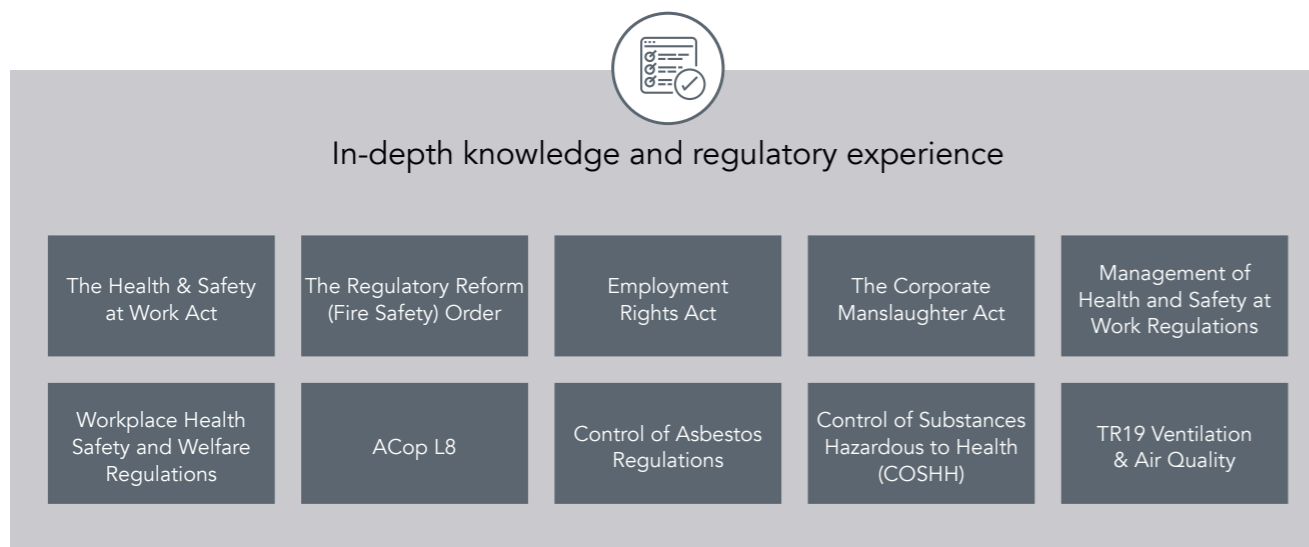 In-depth knowledge and regulatory experience
The Health & Safety
at Work Act
The Regulatory Reform
(Fire Safety) Order
Employment
Rights Act
The Corporate
Manslaughter Act
Management of
Health and Safety at
Work Regulations
Workplace Health
Safety and Welfare
Regulations
ACop L8
Control of Asbestos
Regulations
Control of Substances
Hazardous to Health
(COSHH)
TR19 Ventilation
& Air Quality